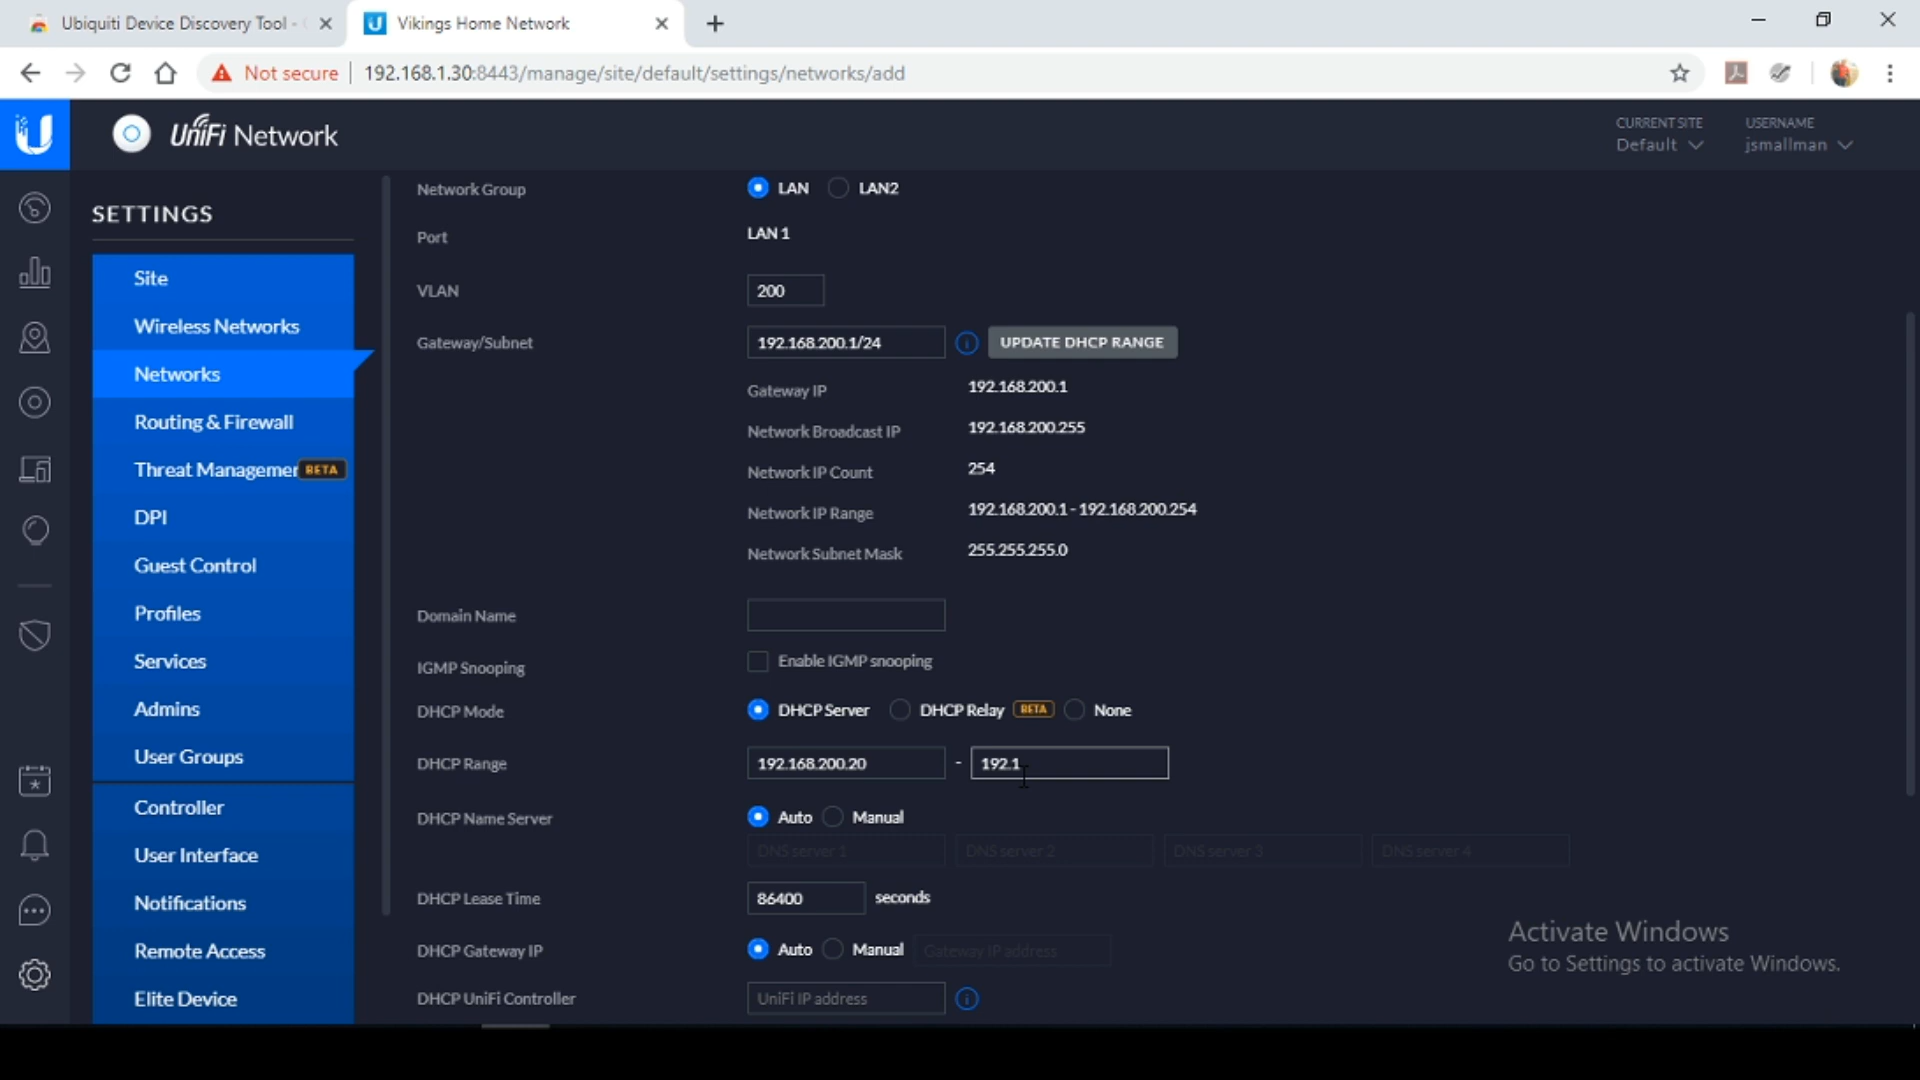 Ubiquiti Device Discovery Tool -
Vikings Home Network
Not secure
192.168.1.30:8443/manage/site/default/settings/networks/add
UniFi Network
CURRENT SITE
Default
USERNAME
jsmallman
SETTINGS
Site
Wireless Networks
Networks
Routing & Firewall
Threat Managemer BETA
DPI
Guest Control
Profiles
Services
Admins
User Groups
Controller
User Interface
Notifications
Remote Access
Elite Device
Network Group LAN LAN2
Port LAN 1
VLAN 200
Gateway/Subnet 192.168.200.1/24 UPDATE DHCP RANGE
Gateway IP 192.168.200.1
Network Broadcast IP 192.168.200.255
Network IP Count 254
Network IP Range 192.168.200.1 - 192.168.200.254
Network Subnet Mask 255.255.255.0
Domain Name
IGMP Snooping Enable IGMP snooping
DHCP Mode DHCP Server DHCP Relay BETA None
DHCP Range 192.168.200.20 - 192.1
DHCP Name Server Auto Manual
DNS server 1 DNS server 2 DNS server 3 DNS server 4
DHCP Lease Time 86400 seconds
DHCP Gateway IP Auto Manual Gateway IP address
DHCP UniFi Controller UniFi IP address
Activate Windows
Go to Settings to activate Windows.